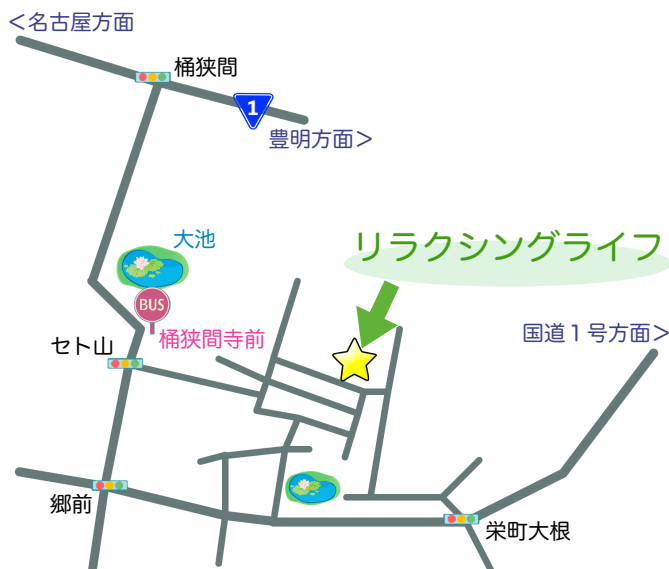 <名古屋方面
桶狭間
1
豊明方面>
大池
リラクシングライフ
BUS
桶狭間寺前
国道1号方面>
セト山
郷前
栄町大根